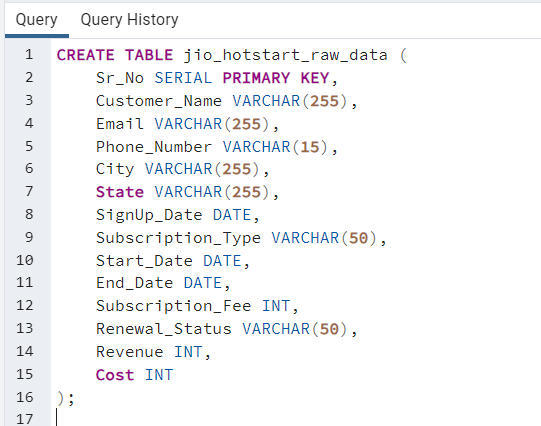 Query Query History
1 CREATE TABLE jio_hotstart_raw_data (
2 Sr_No SERIAL PRIMARY KEY,
3 Customer_Name VARCHAR(255),
4 Email VARCHAR(255),
5 Phone_Number VARCHAR(15),
6 City VARCHAR(255),
7 State VARCHAR(255),
8 SignUp_Date DATE,
9 Subscription_Type VARCHAR(50),
10 Start_Date DATE,
11 End_Date DATE,
12 Subscription_Fee INT,
13 Renewal_Status VARCHAR(50),
14 Revenue INT,
15 Cost INT
16 );
17